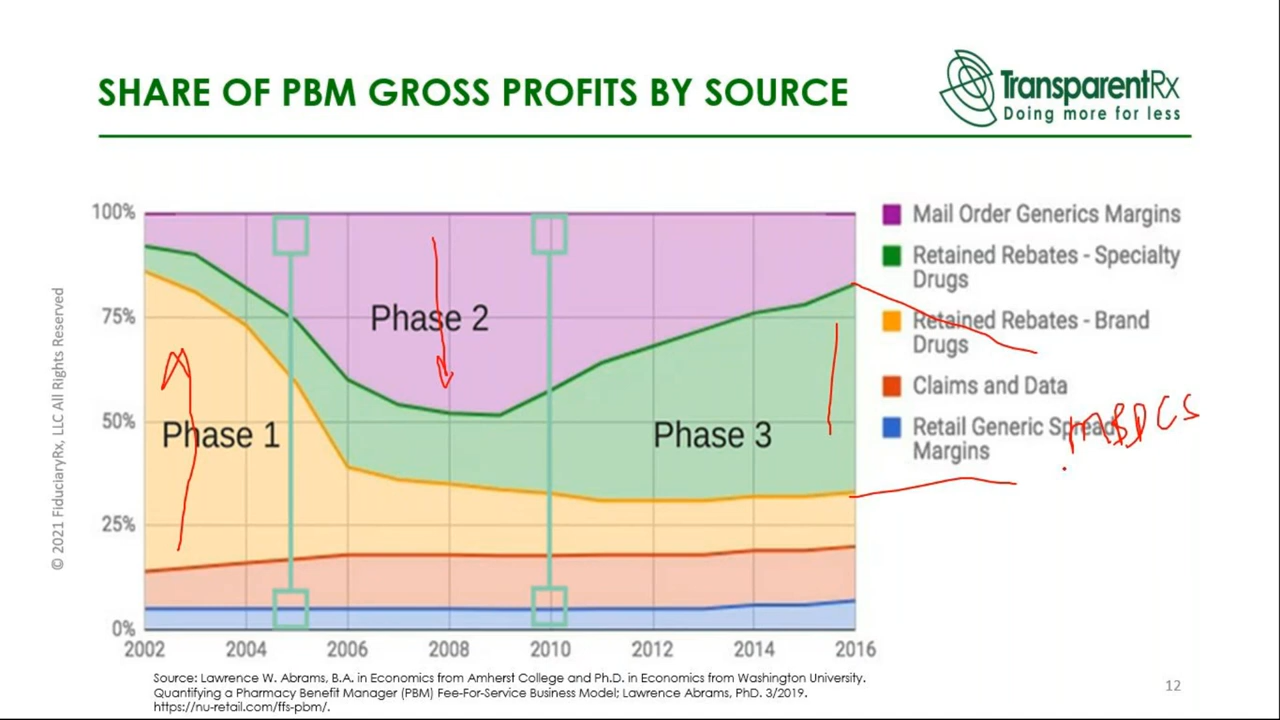 SHARE OF PBM GROSS PROFITS BY SOURCE
TransparentRx
Doing more for less
100%
75%
50%
25%
0%
Phase 1
Phase 2
Phase 3
2002
2004
2006
2008
2010
2012
2014
2016
Mail Order Generics Margins
Retained Rebates - Specialty
Drugs
Retained Rebates - Brand
Drugs
Claims and Data
Retail Generic Spread
Margins
© 2021 FiduciaryRx, LLC All Rights Reserved
Source: Lawrence W. Abrams, B.A. in Economics from Amherst College and Ph.D. in Economics from Washington University.
Quantifying a Pharmacy Benefit Manager (PBM) Fee-For-Service Business Model; Lawrence Abrams, PhD. 3/2019.
https://nu-retail.com/ffs-pbm/.
12